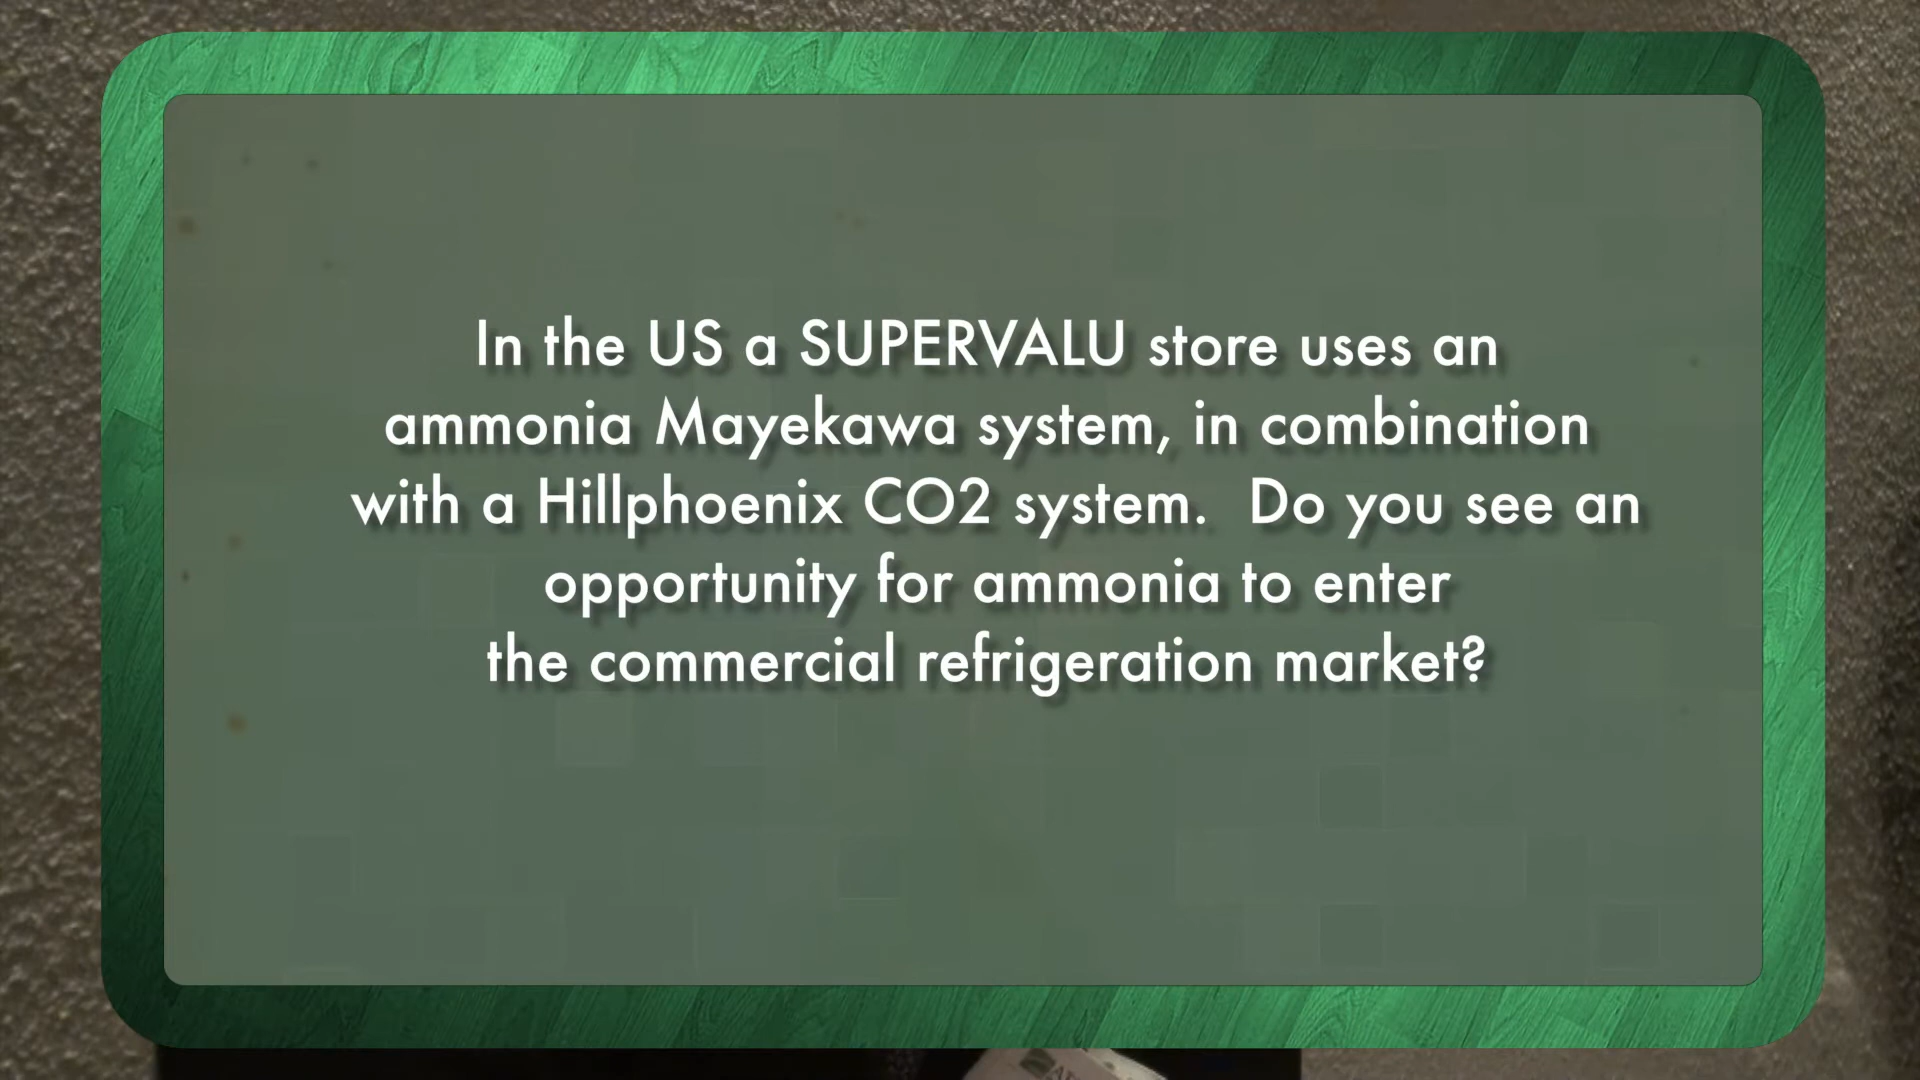 In the US a SUPERVALU store uses an
ammonia Mayekawa system, in combination
with a Hillphoenix CO2 system.  Do you see an
opportunity for ammonia to enter
the commercial refrigeration market?